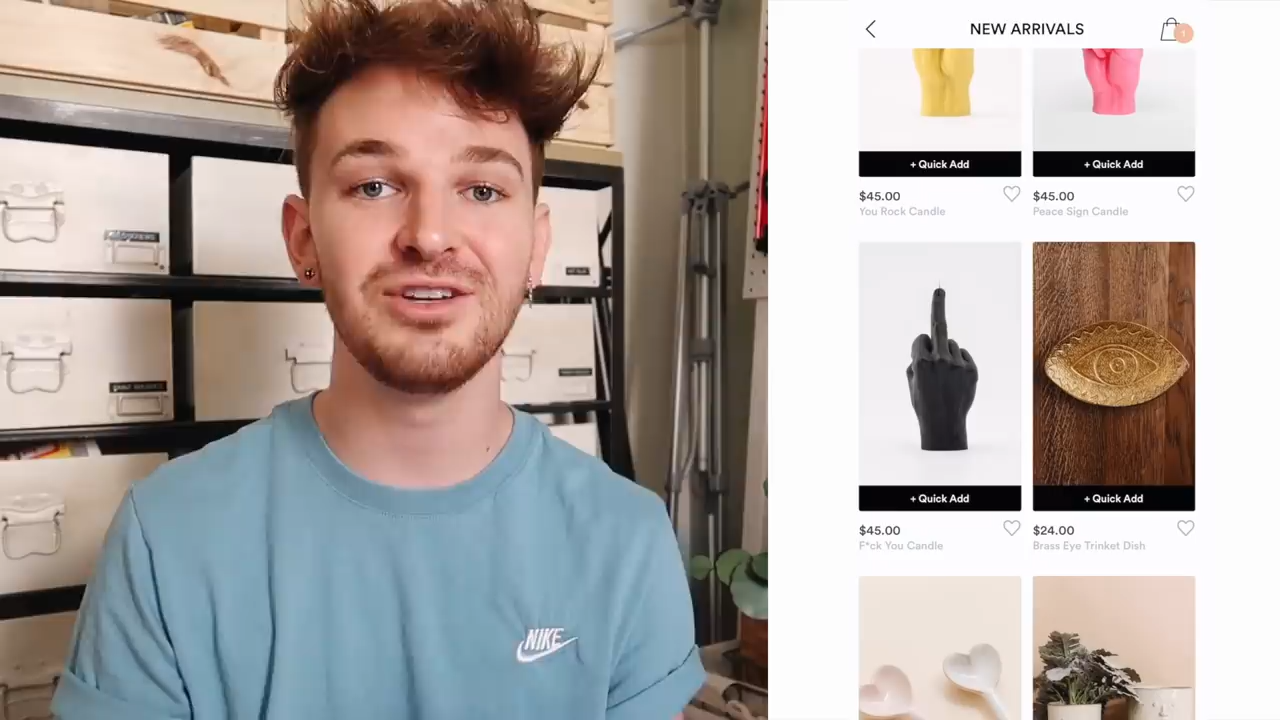 NEW ARRIVALS
1
+ Quick Add
+ Quick Add
$45.00
$45.00
You Rock Candle
Peace Sign Candle
+ Quick Add
+ Quick Add
$45.00
$24.00
F*ck You Candle
Brass Eye Trinket Dish
NIKE